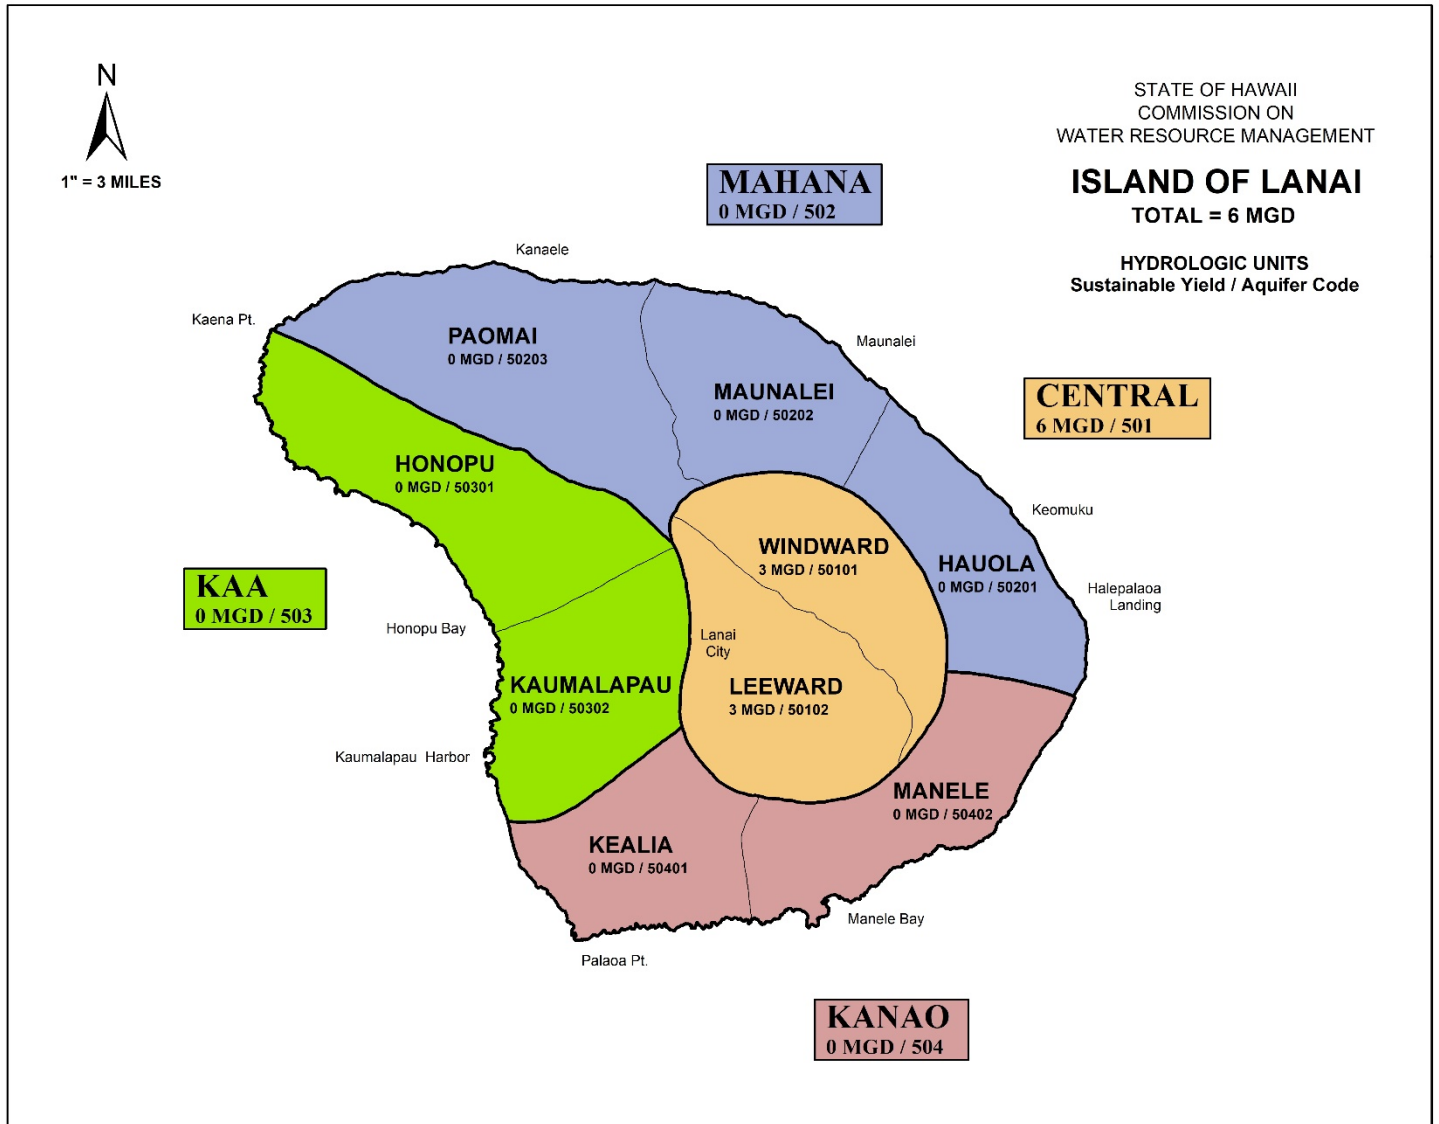 N
1" = 3 MILES
STATE OF HAWAII
COMMISSION ON
WATER RESOURCE MANAGEMENT
ISLAND OF LANAI
TOTAL = 6 MGD
HYDROLOGIC UNITS
Sustainable Yield / Aquifer Code
MAHANA
0 MGD / 502
Kanaele
Kaena Pt.
PAOMAI
0 MGD / 50203
Maunalei
MAUNALEI
0 MGD / 50202
CENTRAL
6 MGD / 501
HONOPU
0 MGD / 50301
Keomuku
WINDWARD
3 MGD / 50101
HAUOLA
0 MGD / 50201
KAA
0 MGD / 503
Halepalaoa
Landing
Honopu Bay
Lanai
City
KAUMALAPAU
0 MGD / 50302
LEEWARD
3 MGD / 50102
Kaumalapau Harbor
MANELE
0 MGD / 50402
KEALIA
0 MGD / 50401
Manele Bay
Palaoa Pt.
KANAO
0 MGD / 504